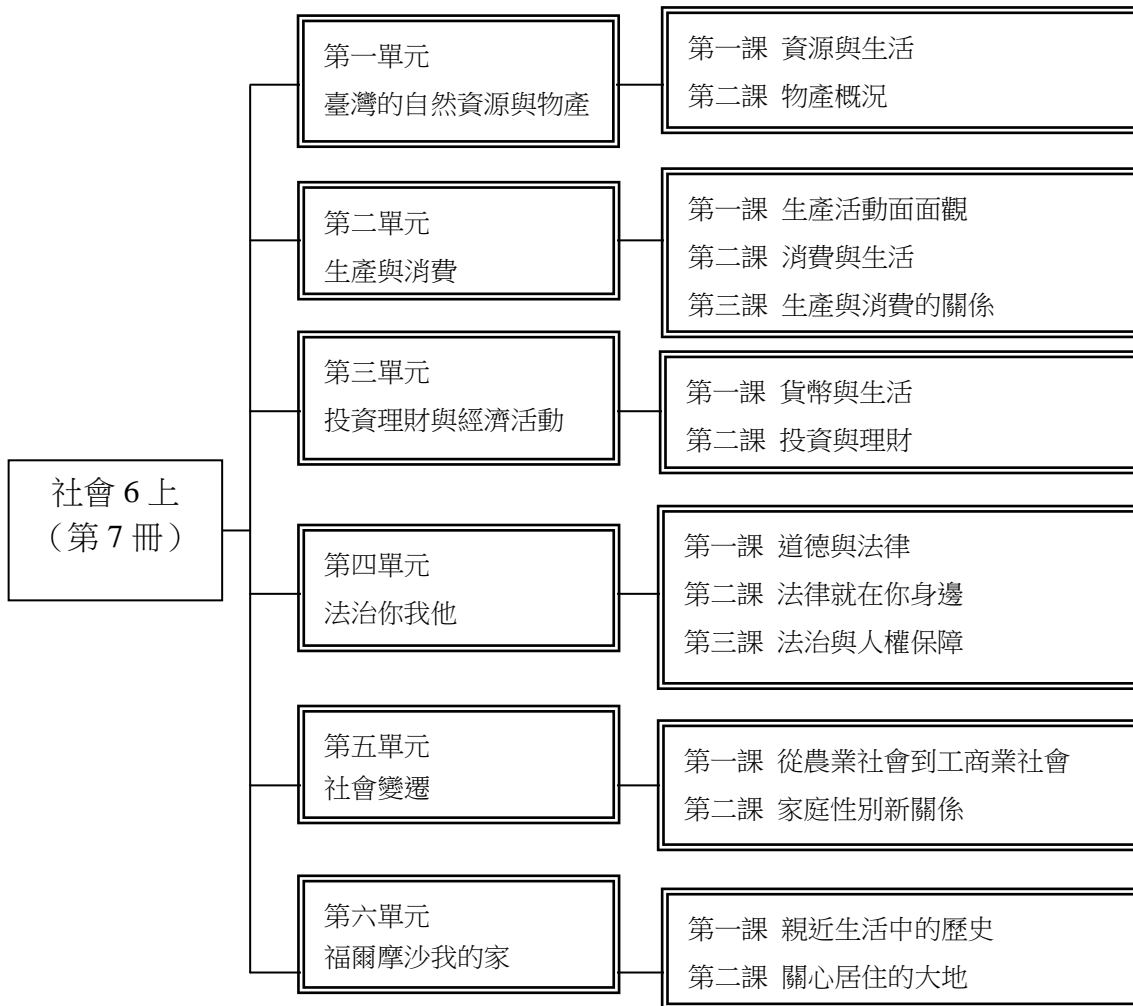 第一單元
臺灣的自然資源與物產
第一課 資源與生活
第二課 物產概況
第二單元
生產與消費
第一課 生產活動面面觀
第二課 消費與生活
第三課 生產與消費的關係
第三單元
投資理財與經濟活動
第一課 貨幣與生活
第二課 投資與理財
社會 6 上
（第 7 冊）
第四單元
法治你我他
第一課 道德與法律
第二課 法律就在你身邊
第三課 法治與人權保障
第五單元
社會變遷
第一課 從農業社會到工商業社會
第二課 家庭性別新關係
第六單元
福爾摩沙我的家
第一課 親近生活中的歷史
第二課 關心居住的大地